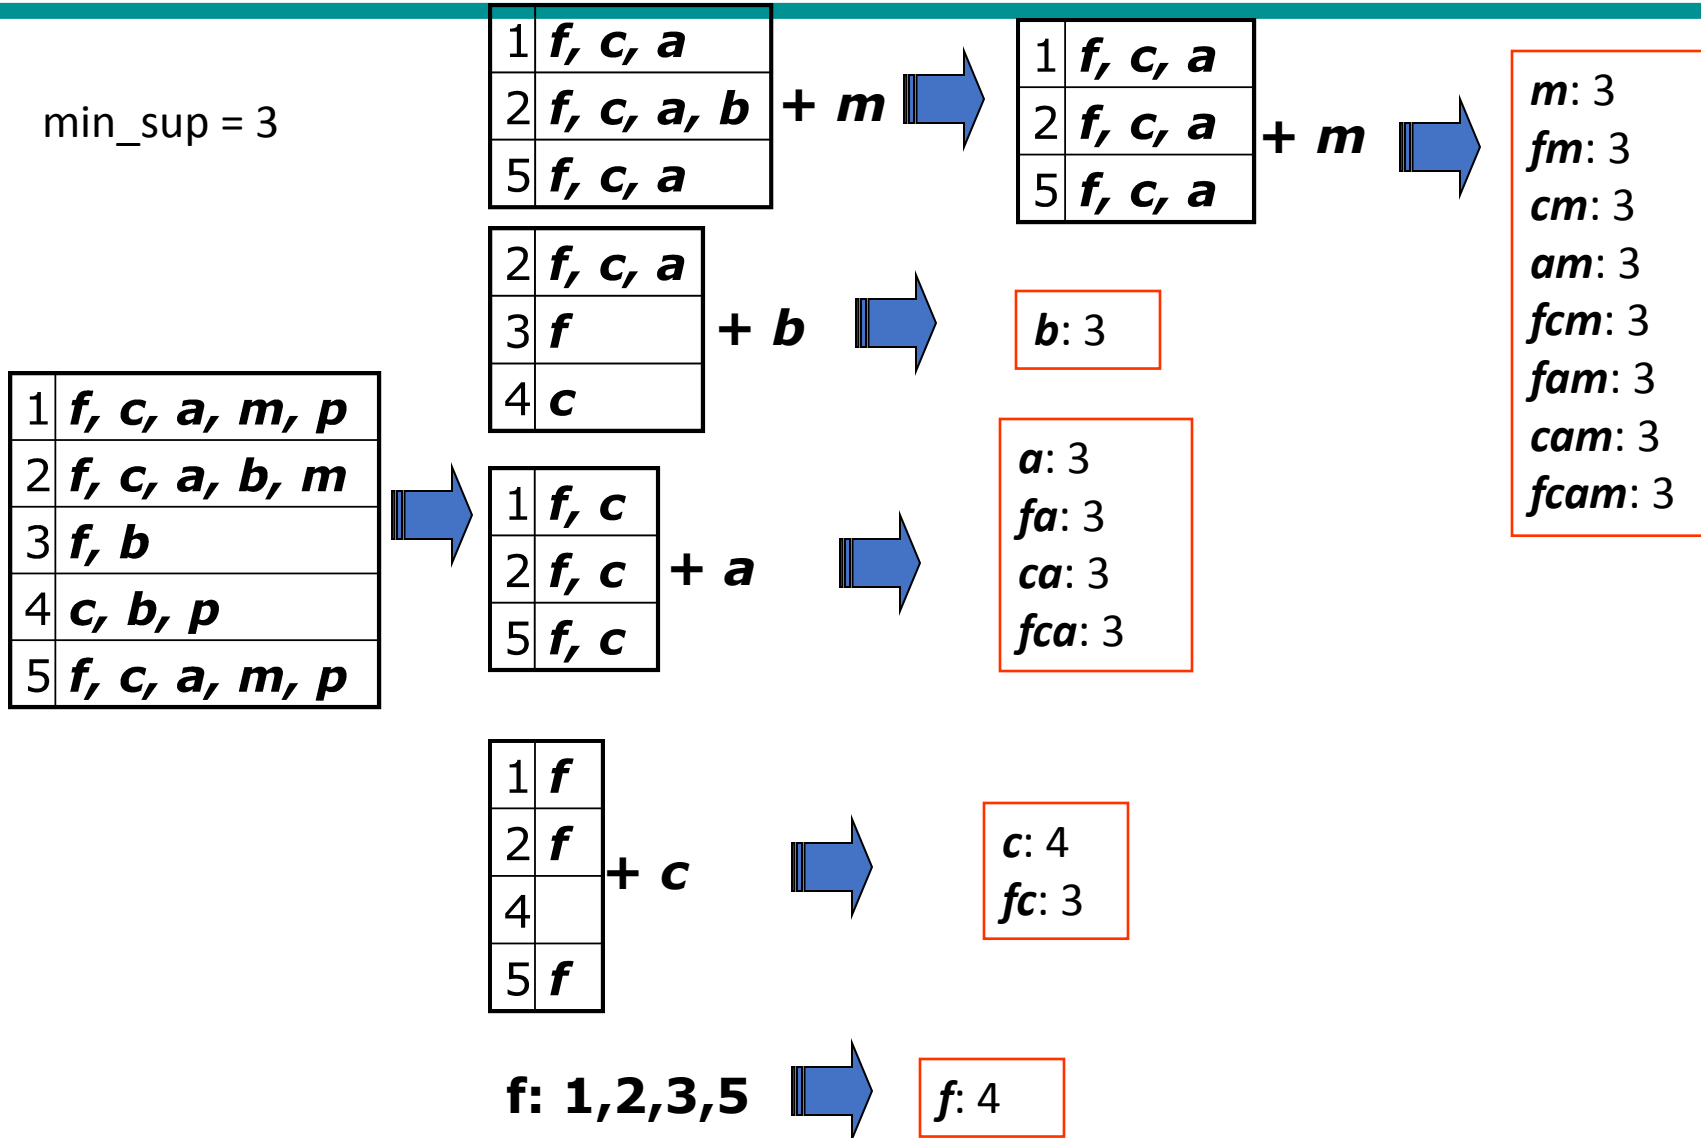 min_sup = 3
1 f, c, a, m, p
2 f, c, a, b, m
3 f, b
4 c, b, p
5 f, c, a, m, p
1 f, c, a
2 f, c, a, b
5 f, c, a
+ m
1 f, c, a
2 f, c, a
5 f, c, a
+ m
m: 3
fm: 3
cm: 3
am: 3
fcm: 3
fam: 3
cam: 3
fcam: 3
2 f, c, a
3 f
4 c
+ b
b: 3
1 f, c
2 f, c
5 f, c
+ a
a: 3
fa: 3
ca: 3
fca: 3
1 f
2 f
4
5 f
+ c
c: 4
fc: 3
f: 1,2,3,5
f: 4